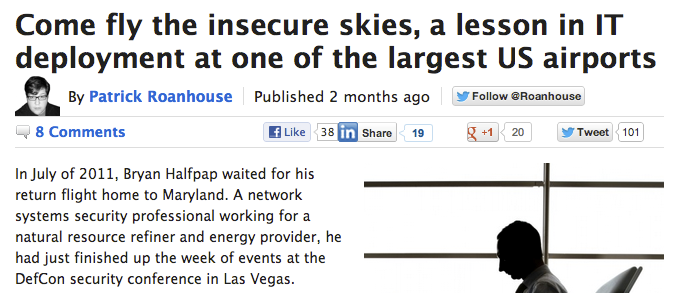 Come fly the insecure skies, a lesson in IT
deployment at one of the largest US airports
By Patrick Roanhouse Published 2 months ago Follow @Roanhouse
8 Comments Like 38 Share 19 +1 20 Tweet 101
In July of 2011, Bryan Halfpap waited for his
return flight home to Maryland. A network
systems security professional working for a
natural resource refiner and energy provider, he
had just finished up the week of events at the
DefCon security conference in Las Vegas.